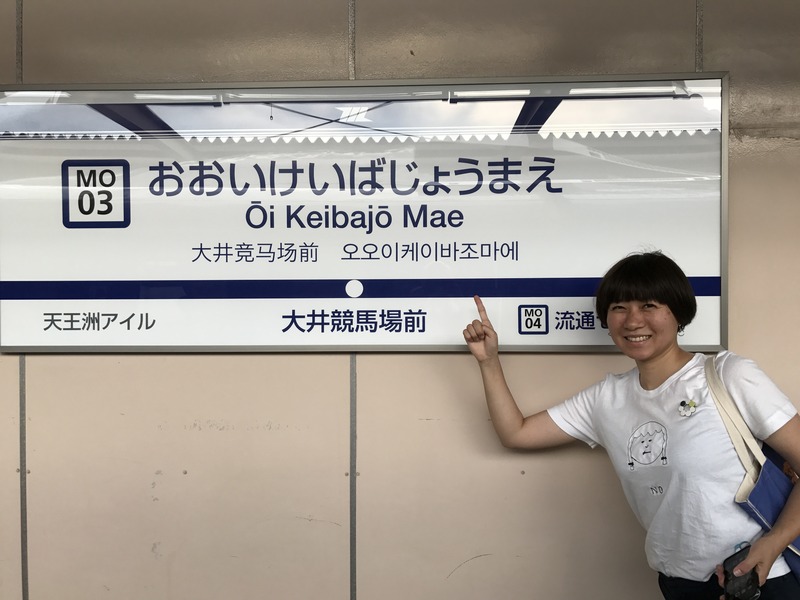 MO
03
おおいけいばじょうまえ
Ōi Keibajō Mae
大井竞马场前 오오이케이바조마에
天王洲アイル
大井競馬場前
MO
04
流通
NO